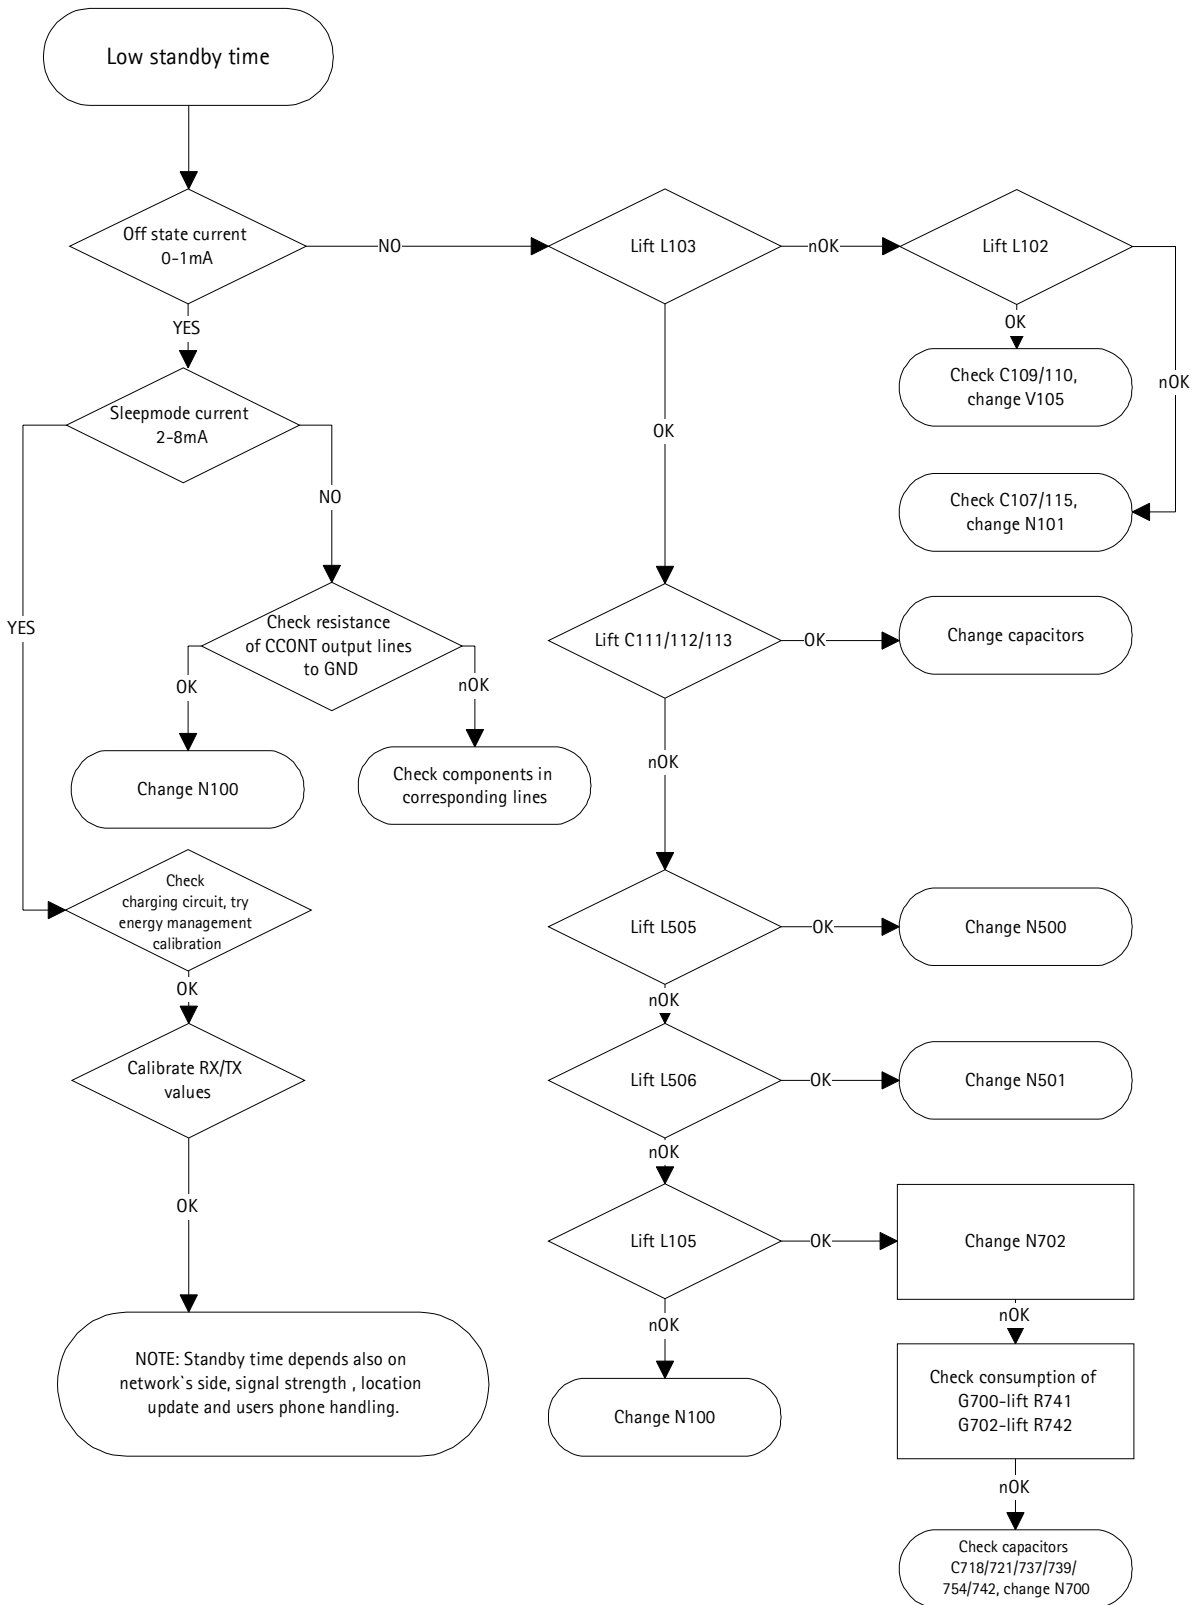 Low standby time
Off state current
0-1mA
NO
Lift L103
nOK
Lift L102
YES
OK
Check C109/110,
change V105
nOK
Sleepmode current
2-8mA
OK
NO
Check C107/115,
change N101
YES
Check resistance
of CCONT output lines
to GND
Lift C111/112/113
OK
Change capacitors
OK
nOK
nOK
Change N100
Check components in
corresponding lines
Check
charging circuit, try
energy management
calibration
Lift L505
OK
Change N500
OK
nOK
Calibrate RX/TX
values
Lift L506
OK
Change N501
nOK
OK
Lift L105
OK
Change N702
nOK
nOK
NOTE: Standby time depends also on
network`s side, signal strength , location
update and users phone handling.
Change N100
Check consumption of
G700-lift R741
G702-lift R742
nOK
Check capacitors
C718/721/737/739/
754/742, change N700